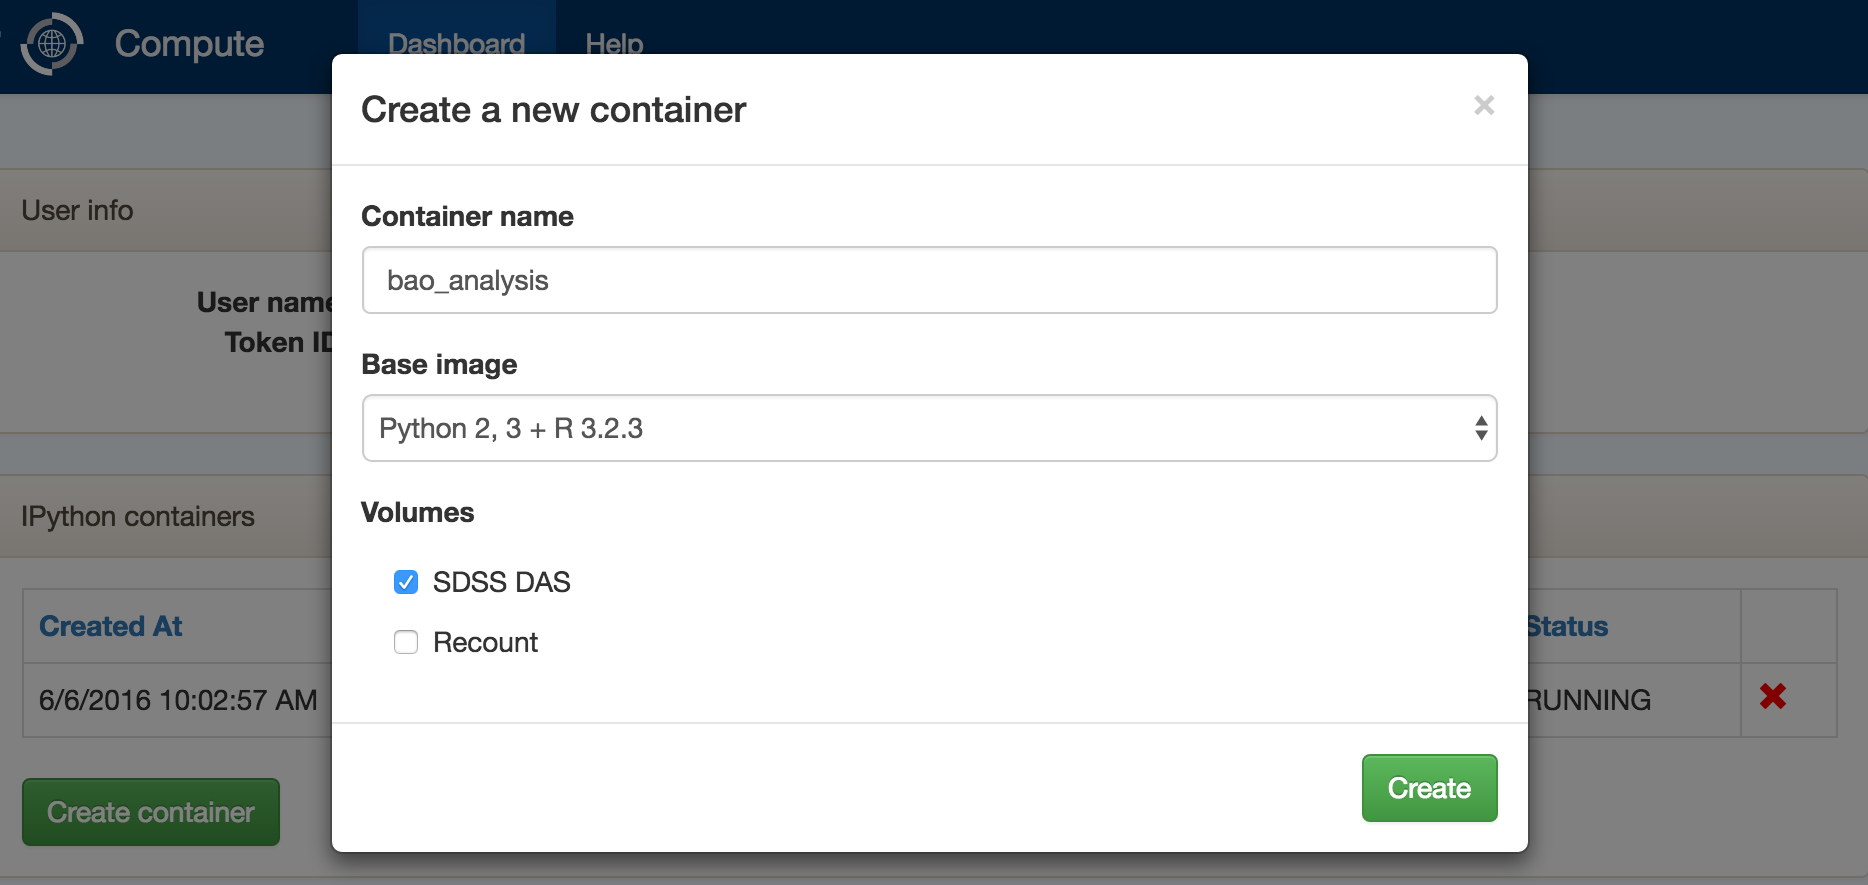 Compute
Dashboard
Help
Create a new container
×
Container name
bao_analysis
Base image
Python 2, 3 + R 3.2.3
Volumes
SDSS DAS
Recount
Create
User info
User name
Token ID
IPython containers
Created At
Status
6/6/2016 10:02:57 AM
RUNNING
Create container